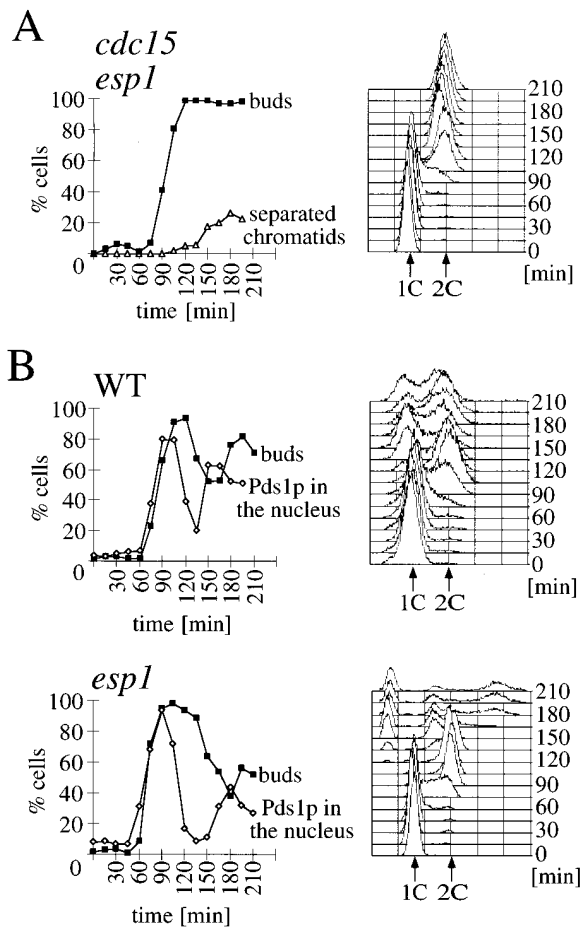 A
cdc15
esp1
100
80
60
40
20
0
% cells
buds
separated
chromatids
30
60
90
120
150
180
210
time [min]
210
180
150
120
90
60
30
0
[min]
1C 2C
B
WT
100
80
60
40
20
0
% cells
buds
Pds1p in
the nucleus
30
60
90
120
150
180
210
time [min]
210
180
150
120
90
60
30
0
[min]
1C 2C
esp1
100
80
60
40
20
0
% cells
buds
Pds1p in
the nucleus
30
60
90
120
150
180
210
time [min]
210
180
150
120
90
60
30
0
[min]
1C 2C